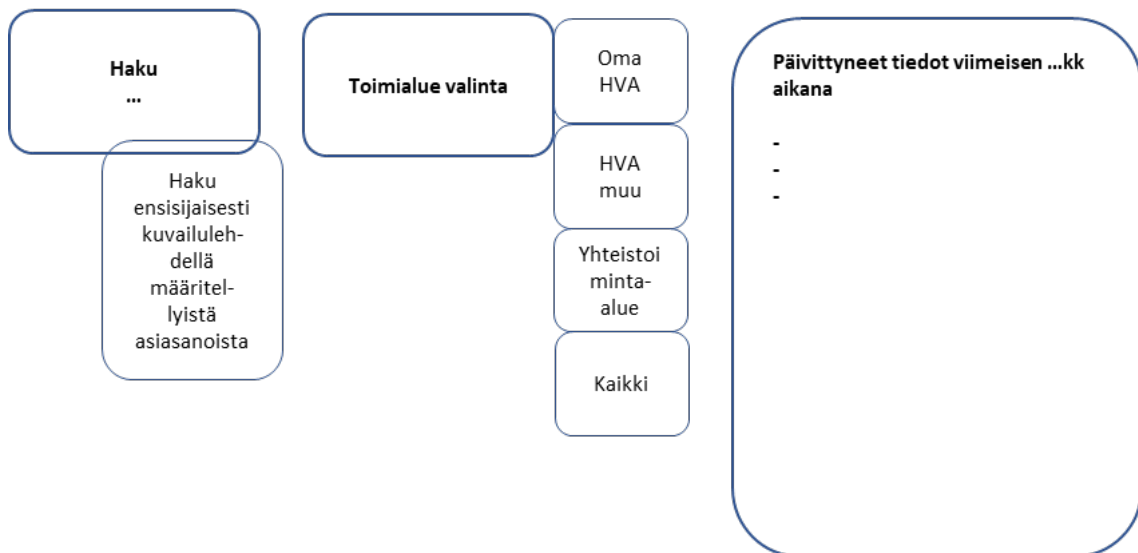 Haku
...
Haku
ensisijaisesti
kuvailuleh-
dellä
määritel-
lyistä
asiasanoista
Toimialue valinta
Oma
HVA
HVA
muu
Yhteistoi
minta-
alue
Kaikki
Päivittyneet tiedot viimeisen ...kk
aikana
-
-
-